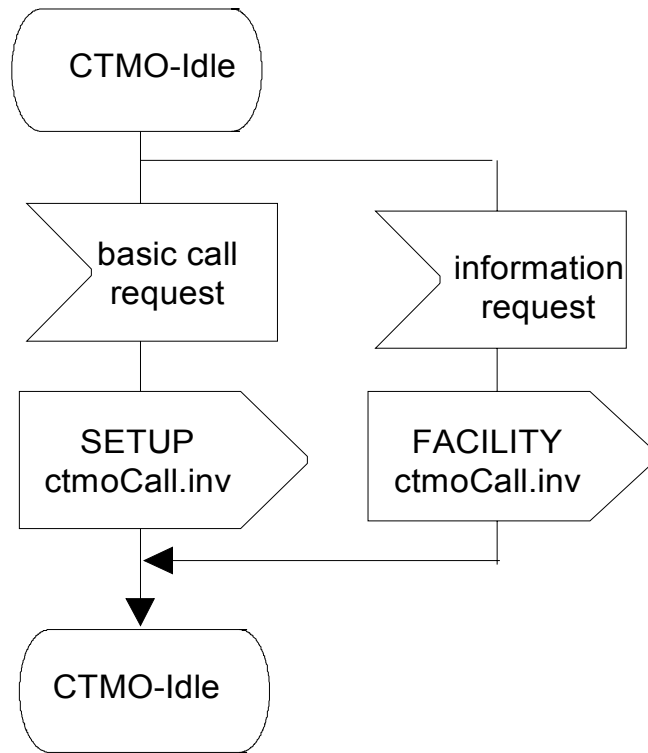 CTMO-Idle
basic call
request
information
request
SETUP
ctmoCall.inv
FACILITY
ctmoCall.inv
CTMO-Idle